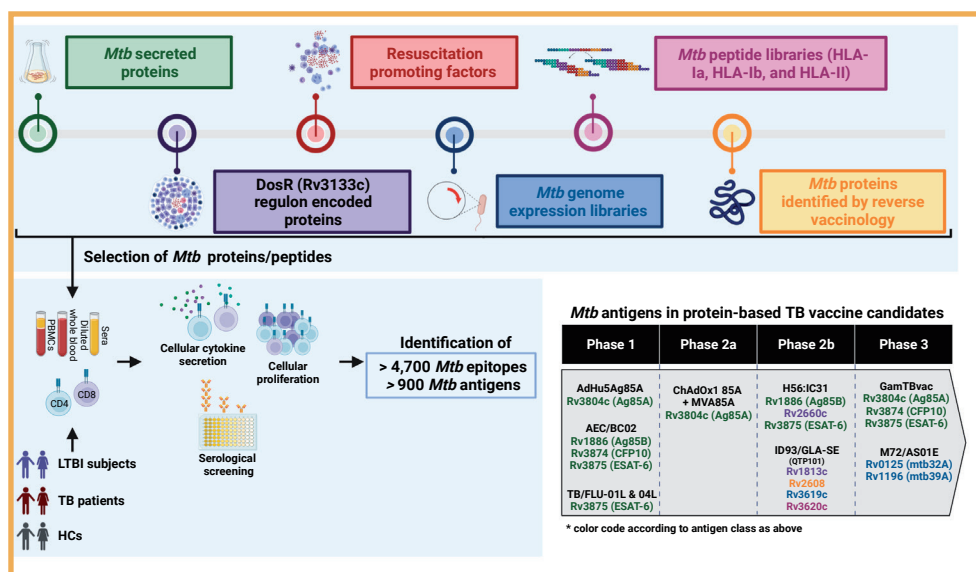 Mtb secreted
proteins
Resuscitation
promoting factors
Mtb peptide libraries (HLA-
Ia, HLA-Ib, and HLA-II)
DosR (Rv3133c)
regulon encoded
proteins
Mtb genome
expression libraries
Mtb proteins
identified by reverse
vaccinology
Selection of Mtb proteins/peptides
PBMCs
Diluted
whole blood
Sera
CD4
CD8
LTBI subjects
TB patients
HCs
Cellular cytokine
secretion
Cellular
proliferation
Serological
screening
Identification of
> 4,700 Mtb epitopes
> 900 Mtb antigens
Mtb antigens in protein-based TB vaccine candidates
Phase 1
Phase 2a
Phase 2b
Phase 3
AdHu5Ag85A
Rv3804c (Ag85A)
AEC/BC02
Rv1886 (Ag85B)
Rv3874 (CFP10)
Rv3875 (ESAT-6)
TB/FLU-01L & 04L
Rv3875 (ESAT-6)
ChAdOx1 85A
+ MVA85A
Rv3804c (Ag85A)
H56:IC31
Rv1886 (Ag85B)
Rv2660c
Rv3875 (ESAT-6)
ID93/GLA-SE
(QTP101)
Rv1813c
Rv2608
Rv3619c
Rv3620c
GamTBvac
Rv3804c (Ag85A)
Rv3874 (CFP10)
Rv3875 (ESAT-6)
M72/AS01E
Rv0125 (mtb32A)
Rv1196 (mtb39A)
* color code according to antigen class as above